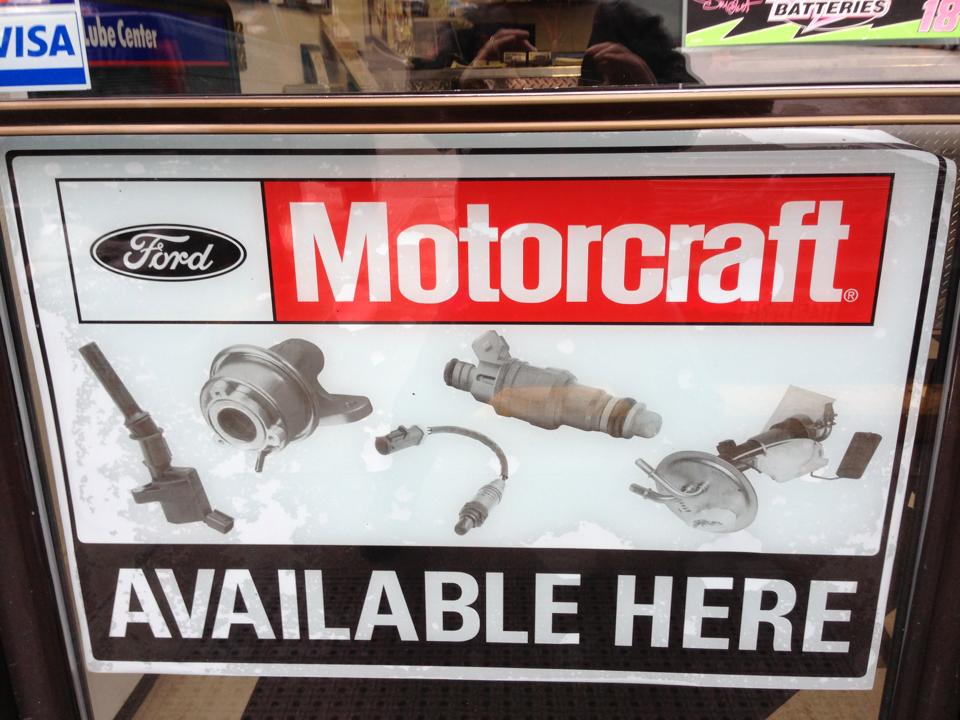 VISA
Lube Center
BATTERIES
18
Ford
Motorcraft®
AVAILABLE HERE